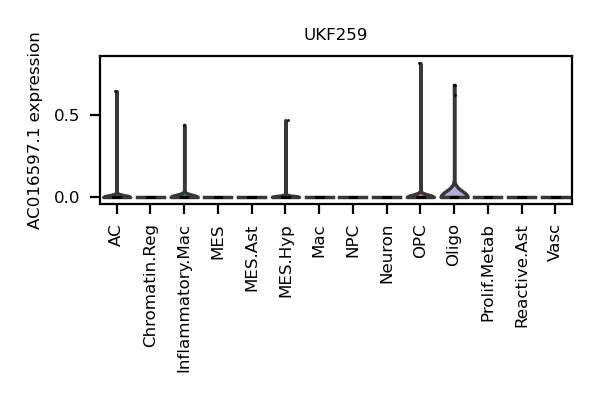 UKF259
AC016597.1 expression
0.5
0.0
AC
Chromatin.Reg
Inflammatory.Mac
MES
MES.Ast
MES.Hyp
Mac
NPC
Neuron
OPC
Oligo
Prolif.Metab
Reactive.Ast
Vasc